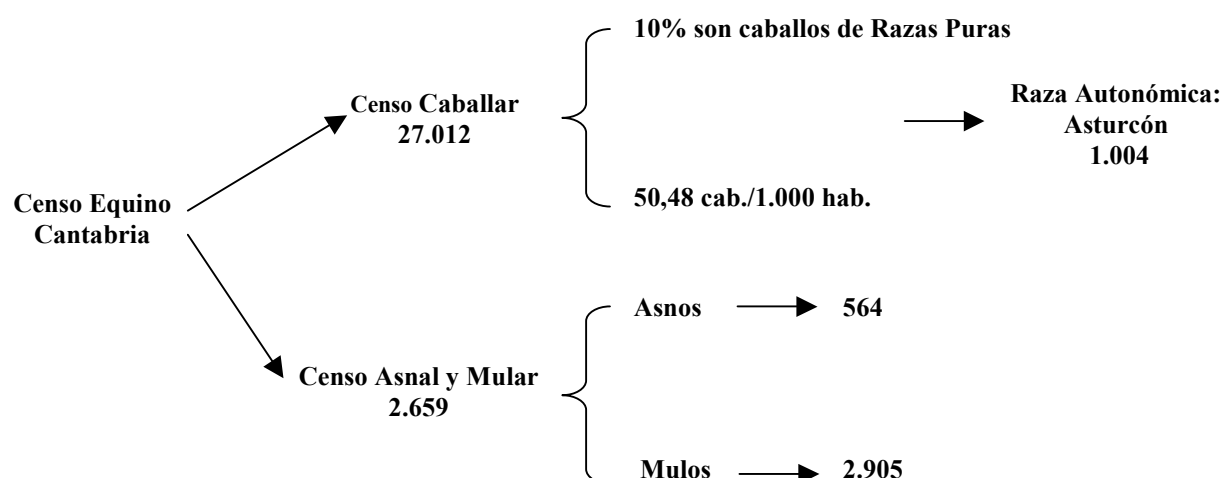 10% son caballos de Razas Puras
Censo Caballar
27.012
Raza Autonómica:
Asturcón
1.004
50,48 cab./1.000 hab.
Censo Equino
Cantabria
Asnos
564
Censo Asnal y Mular
2.659
Mulos
2.905